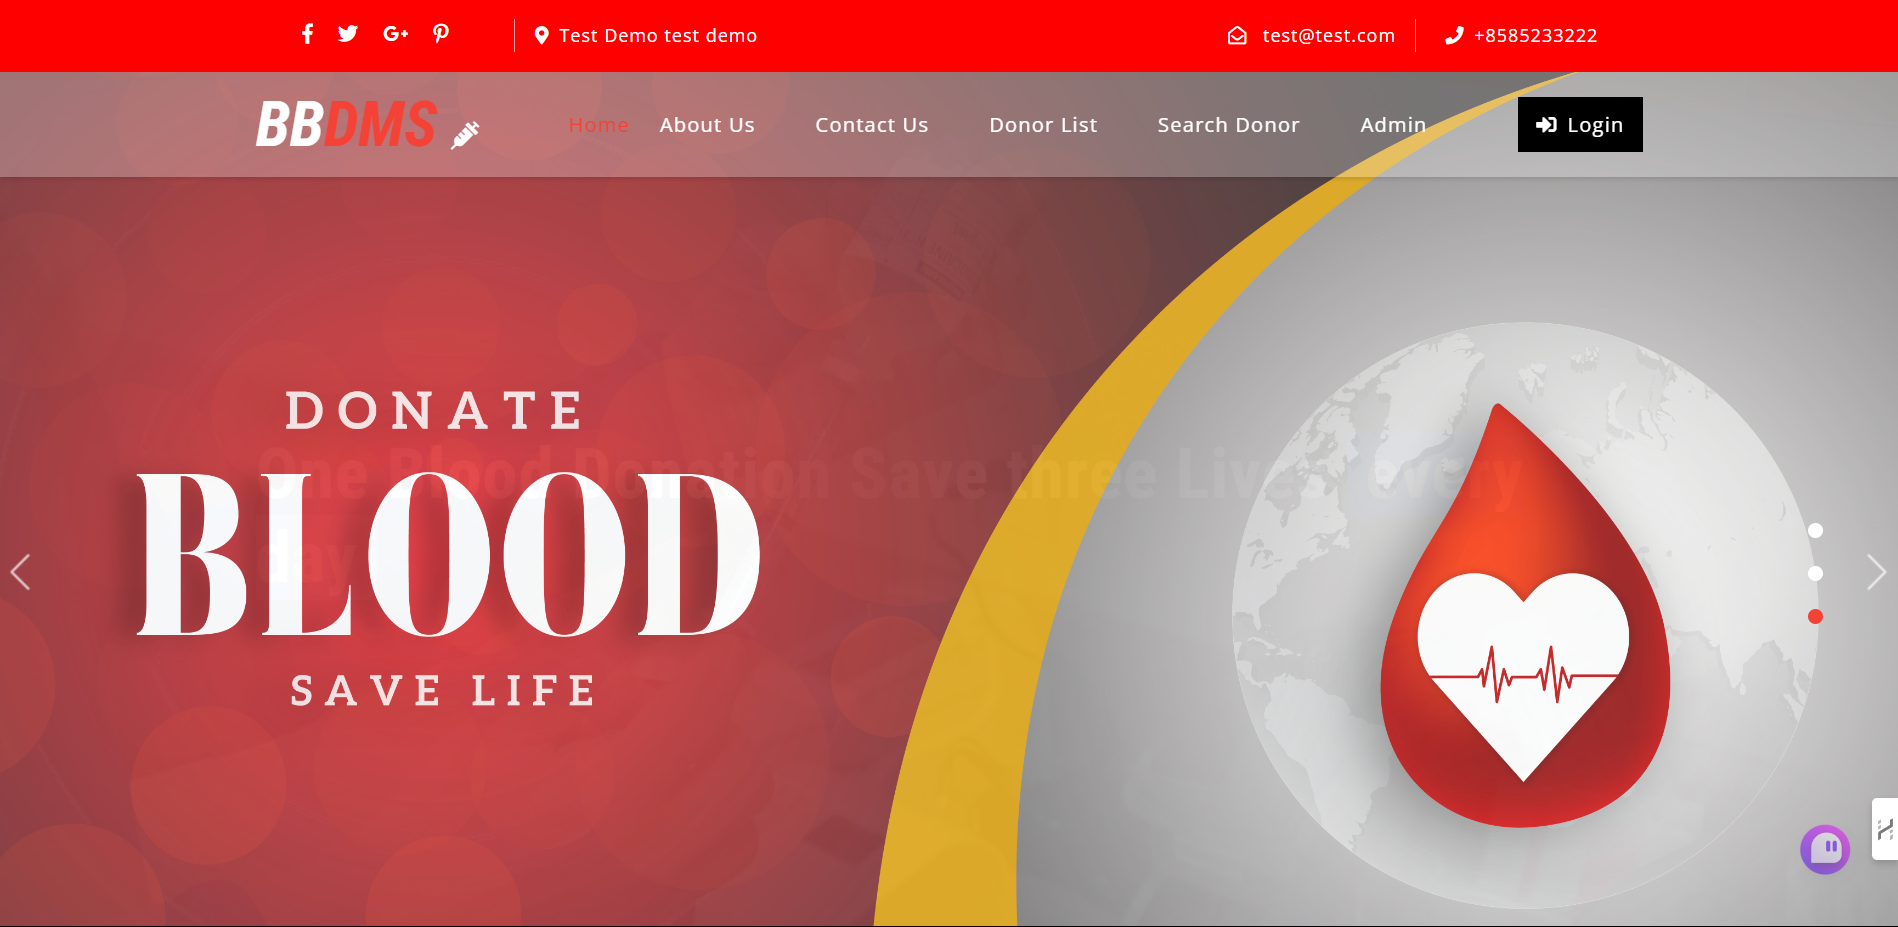 Test Demo test demo
test@test.com
+8585233222
BBDMS
Home
About Us
Contact Us
Donor List
Search Donor
Admin
Login
DONATE
BLOOD
SAVE LIFE
One Blood Donation Save three Lives every
day